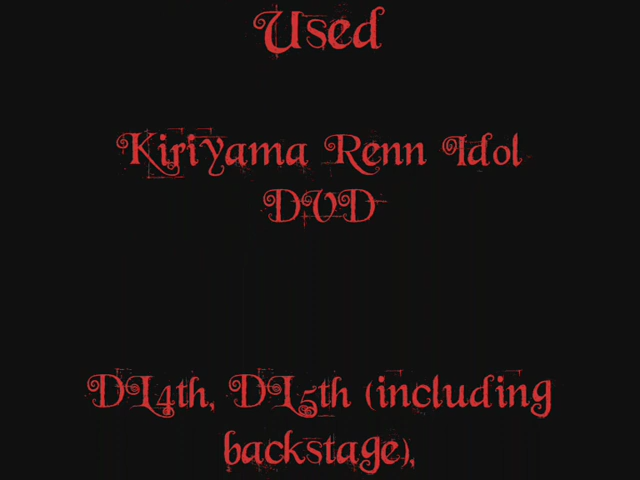 Used
Kiriyama Renn Idol
DVD
DL4th, DL5th (including
backstage),